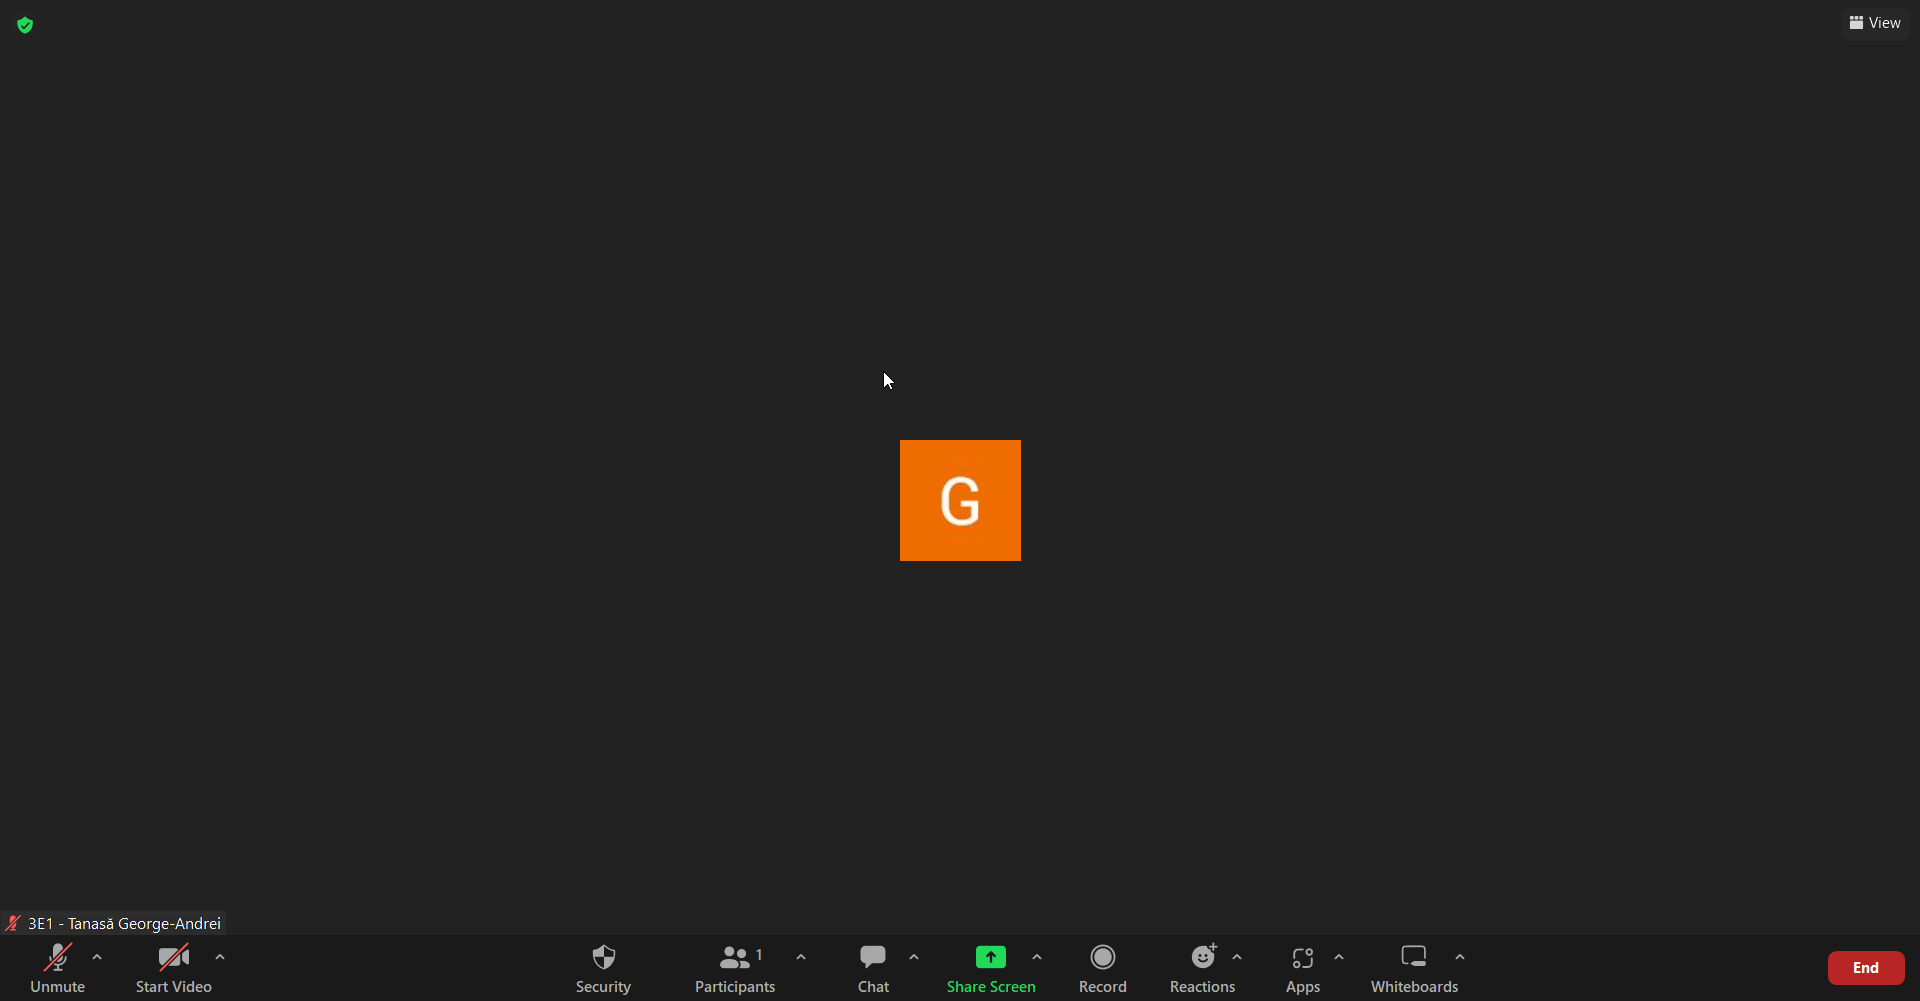 View
G
3E1 - Tanasă George-Andrei
Unmute
Start Video
Security
1
Participants
Chat
Share Screen
Record
Reactions
Apps
Whiteboards
End